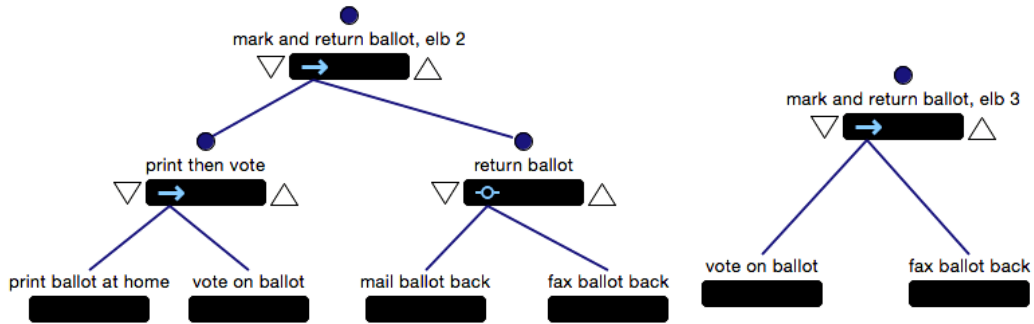 mark and return ballot, elb 2
mark and return ballot, elb 3
print then vote
return ballot
print ballot at home
vote on ballot
mail ballot back
fax ballot back
vote on ballot
fax ballot back